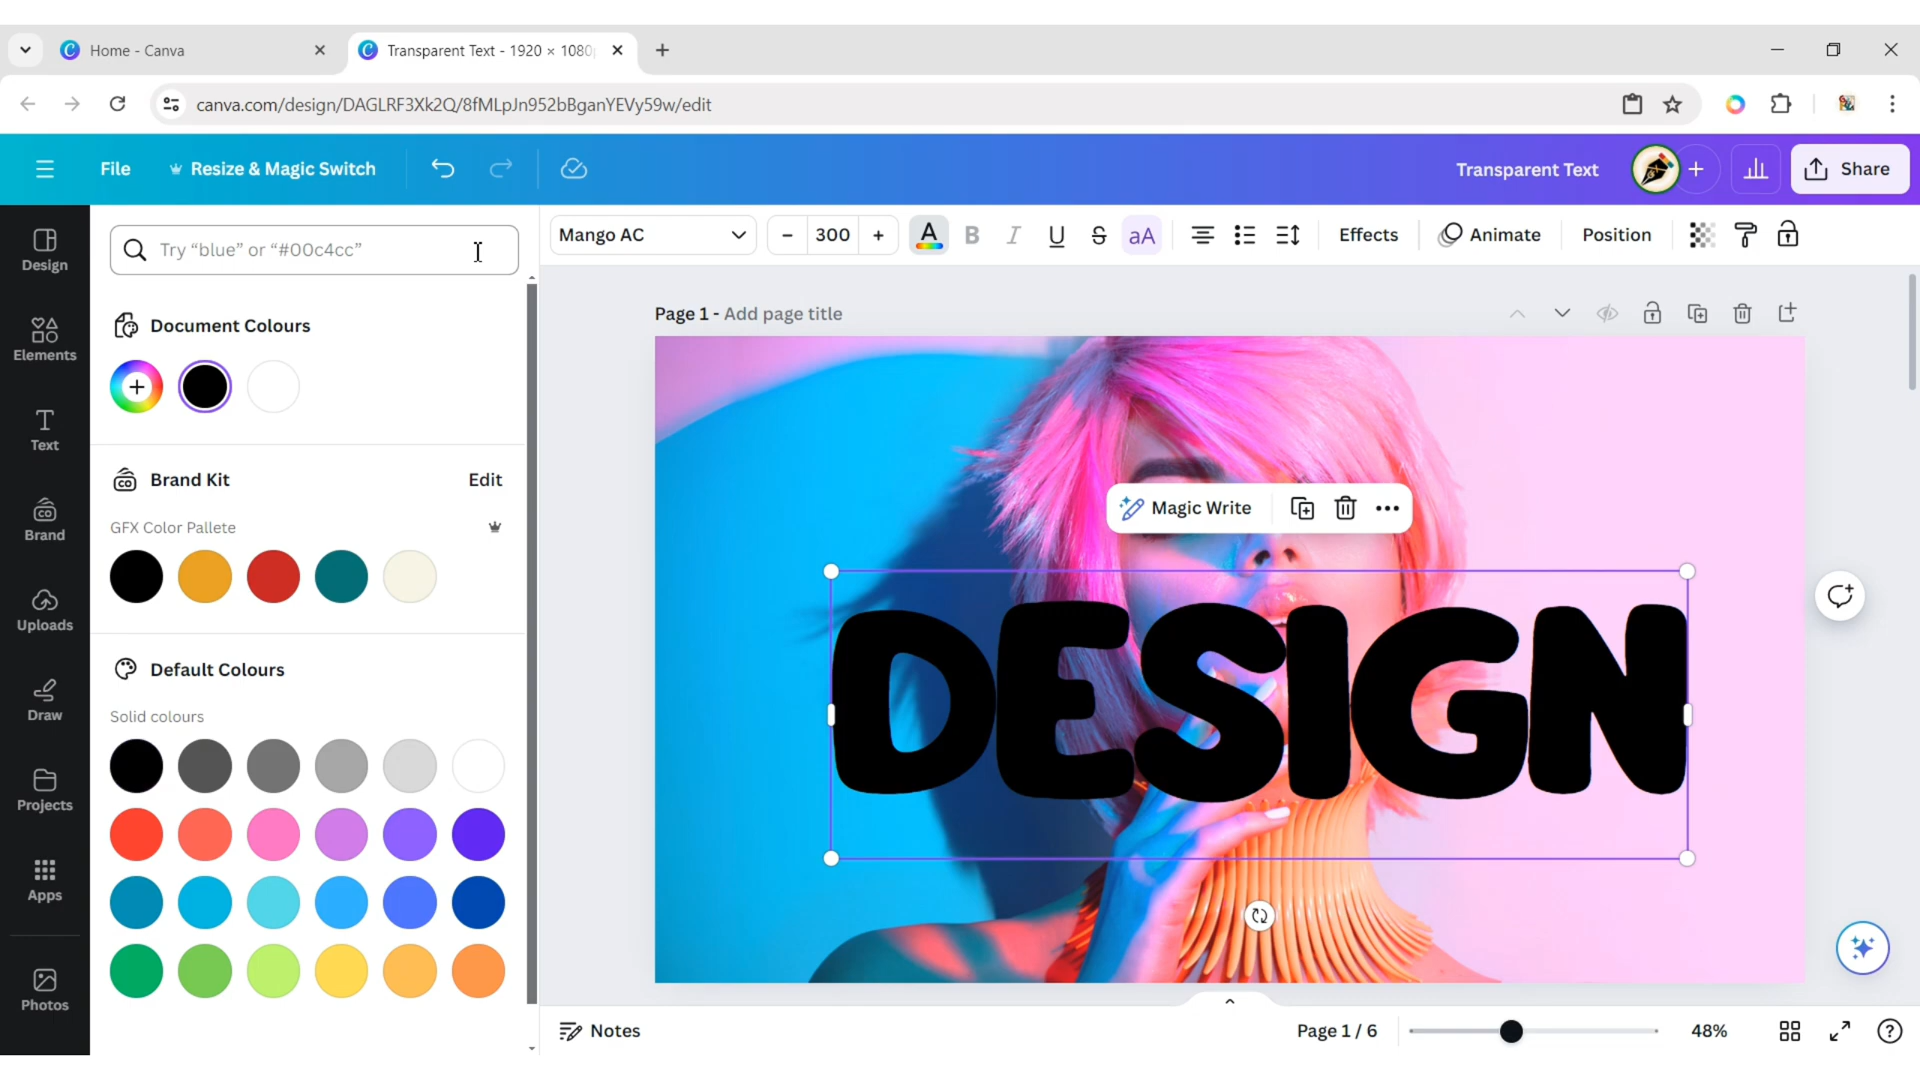 Home - Canva
Transparent Text - 1920 × 1080p
canva.com/design/DAGLRF3Xk2Q/8fMLpJn952bBganYEVy59w/edit
File
Resize & Magic Switch
Transparent Text
Share
Design
Elements
Text
Brand
Uploads
Draw
Projects
Apps
Photos
Try “blue” or “#00c4cc”
Document Colours
Brand Kit
Edit
GFX Color Pallete
Default Colours
Solid colours
Mango AC
– 300 +
A B I U S aA
Effects
Animate
Position
Page 1 - Add page title
Magic Write
DESIGN
Notes
Page 1 / 6
48%